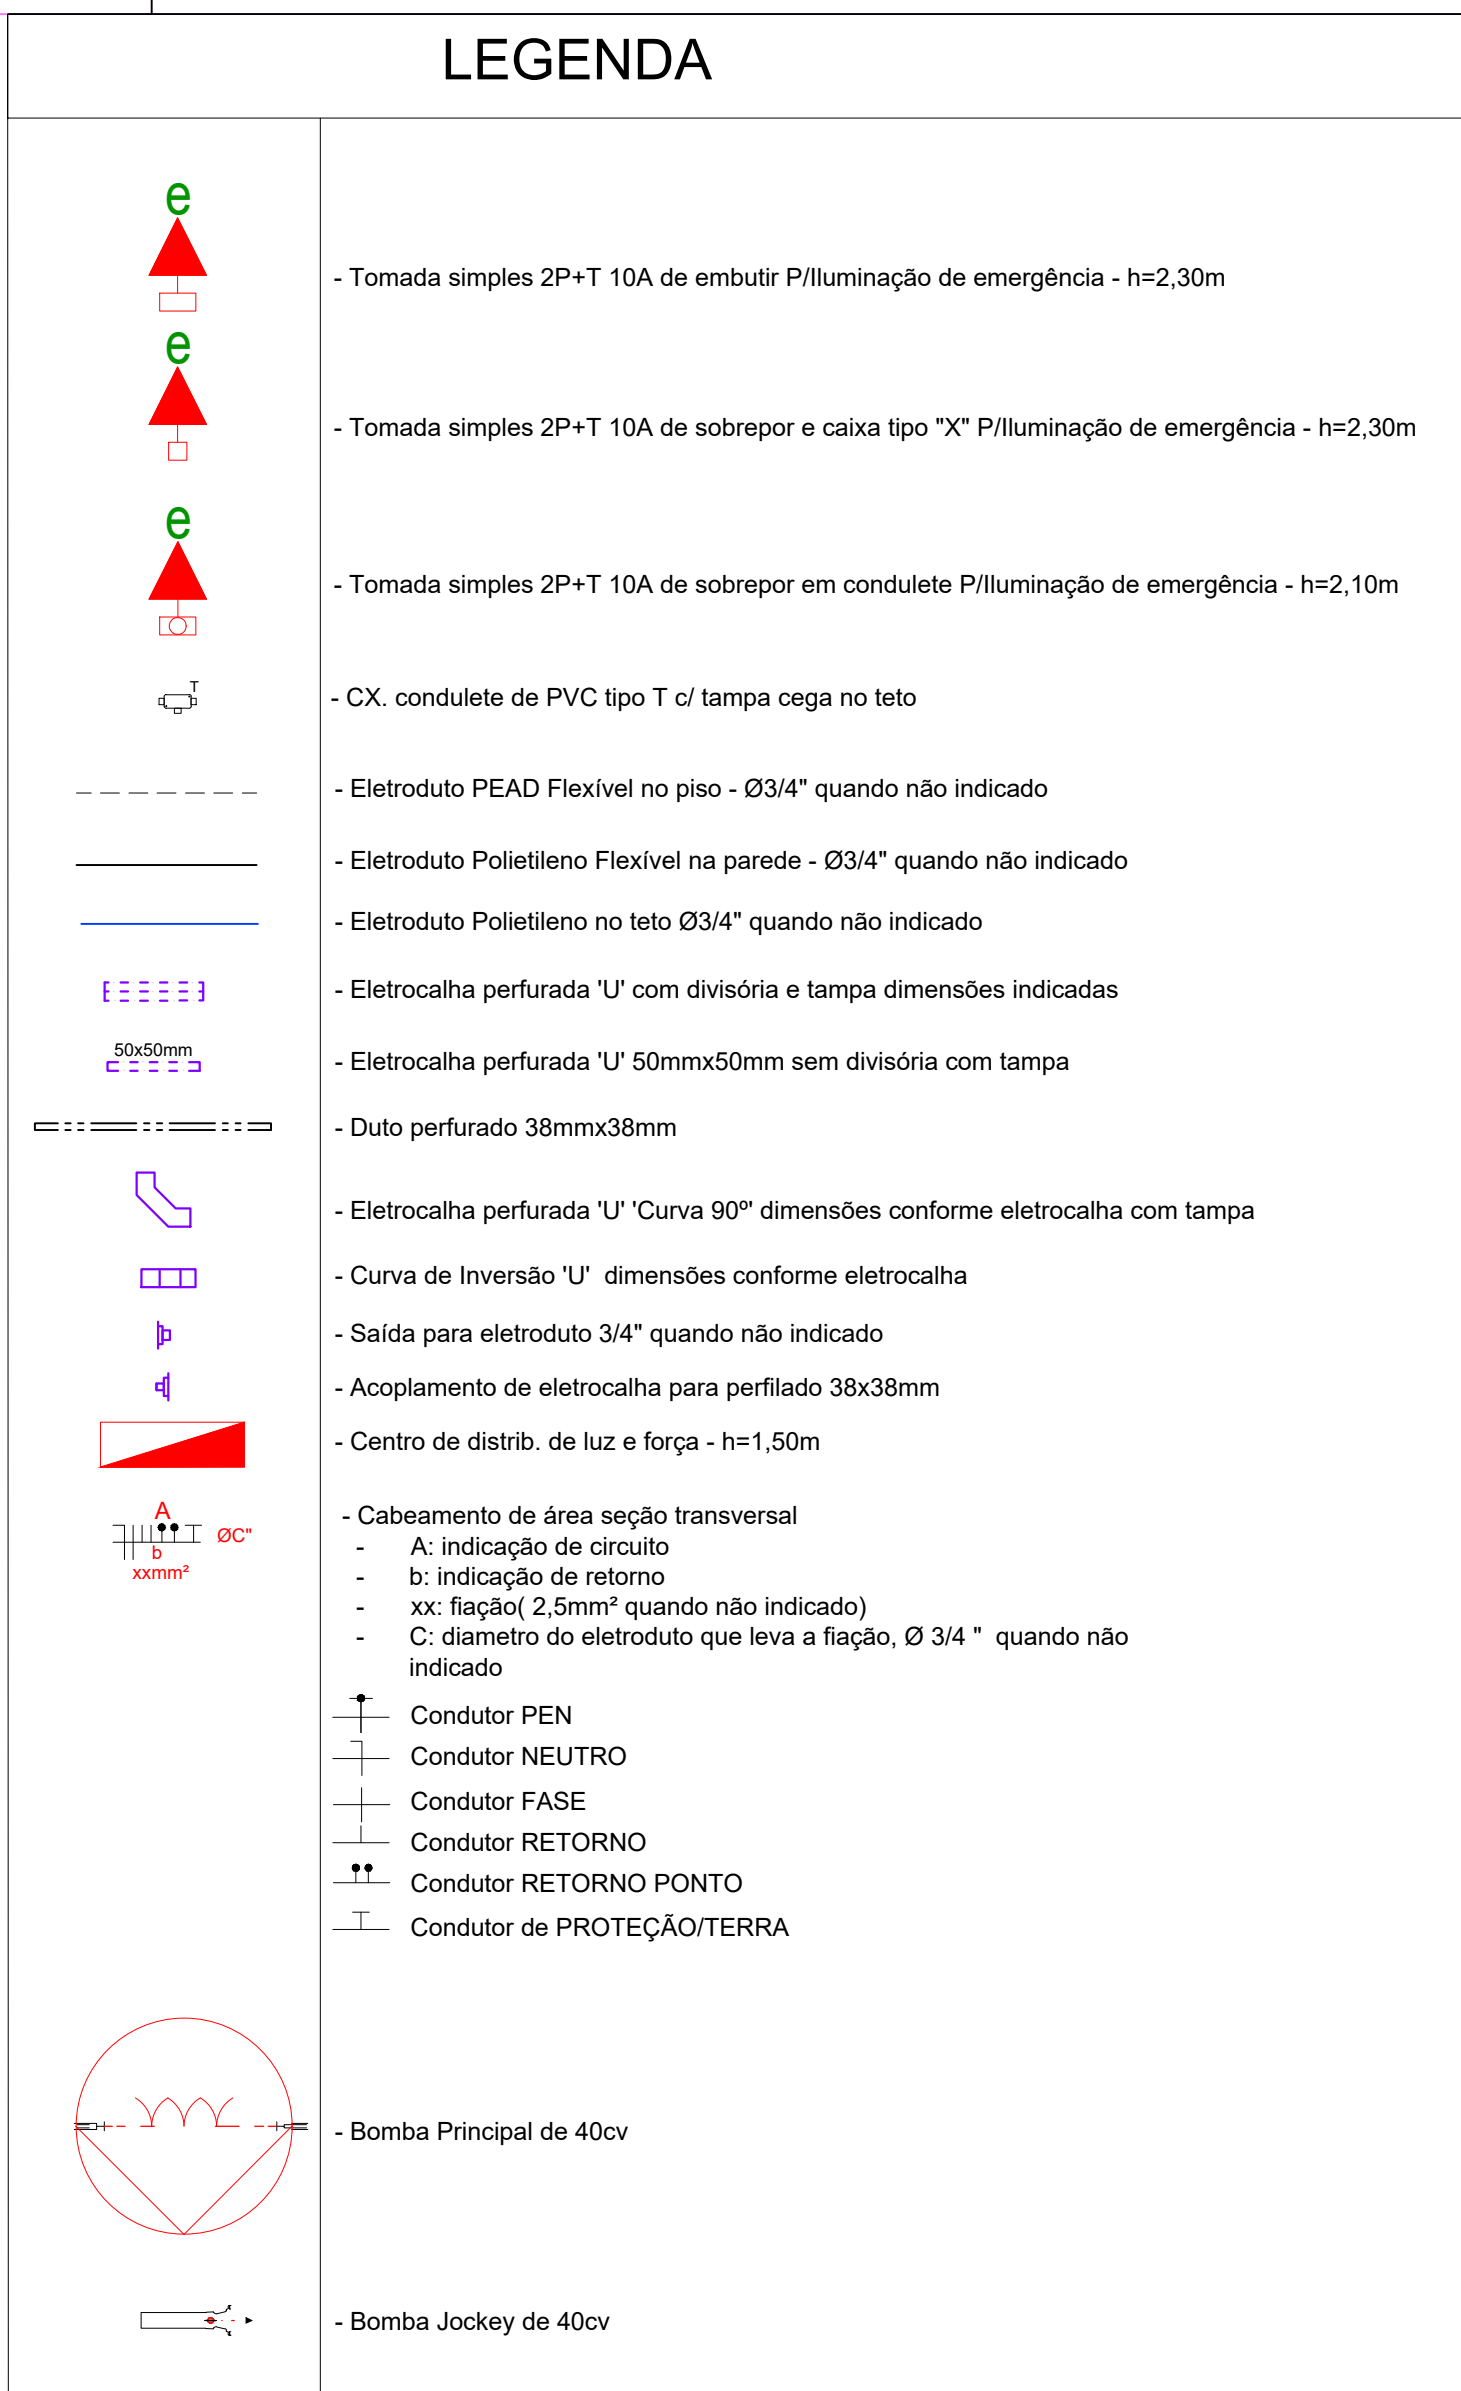 LEGENDA
e
- Tomada simples 2P+T 10A de embutir P/Iluminação de emergência - h=2,30m
e
- Tomada simples 2P+T 10A de sobrepor e caixa tipo "X" P/Iluminação de emergência - h=2,30m
e
- Tomada simples 2P+T 10A de sobrepor em condulete P/Iluminação de emergência - h=2,10m
T
- CX. condulete de PVC tipo T c/ tampa cega no teto
- Eletroduto PEAD Flexível no piso - Ø3/4" quando não indicado
- Eletroduto Polietileno Flexível na parede - Ø3/4" quando não indicado
- Eletroduto Polietileno no teto Ø3/4" quando não indicado
- Eletrocalha perfurada 'U' com divisória e tampa dimensões indicadas
50x50mm
- Eletrocalha perfurada 'U' 50mmx50mm sem divisória com tampa
- Duto perfurado 38mmx38mm
- Eletrocalha perfurada 'U' 'Curva 90º' dimensões conforme eletrocalha com tampa
- Curva de Inversão 'U' dimensões conforme eletrocalha
- Saída para eletroduto 3/4" quando não indicado
- Acoplamento de eletrocalha para perfilado 38x38mm
- Centro de distrib. de luz e força - h=1,50m
A
ØC"
b
xxmm²
- Cabeamento de área seção transversal
- A: indicação de circuito
- b: indicação de retorno
- xx: fiação( 2,5mm² quando não indicado)
- C: diametro do eletroduto que leva a fiação, Ø 3/4 " quando não
indicado
Condutor PEN
Condutor NEUTRO
Condutor FASE
Condutor RETORNO
Condutor RETORNO PONTO
Condutor de PROTEÇÃO/TERRA
- Bomba Principal de 40cv
- Bomba Jockey de 40cv